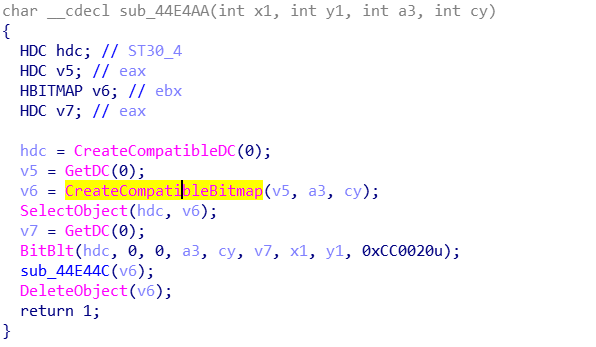 char __cdecl sub_44E4AA(int x1, int y1, int a3, int cy)
{
  HDC hdc; // ST30_4
  HDC v5; // eax
  HBITMAP v6; // ebx
  HDC v7; // eax

  hdc = CreateCompatibleDC(0);
  v5 = GetDC(0);
  v6 = CreateCompatibleBitmap(v5, a3, cy);
  SelectObject(hdc, v6);
  v7 = GetDC(0);
  BitBlt(hdc, 0, 0, a3, cy, v7, x1, y1, 0xCC0020u);
  sub_44E44C(v6);
  DeleteObject(v6);
  return 1;
}